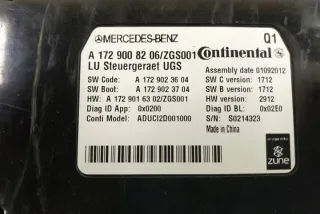 MERCEDES-BENZ Q1
A 172 900 82 06/ZGS001 Continental
LU Steuergeraet UGS Assembly date 01092012
SW Code: A 172 902 36 04 SW C version: 1712
SW Boot: A 172 902 37 04 SW B version: 1712
HW: A 172 901 63 02/ZGS001 HW version: 2912
Diag ID App: 0x0200 Diag ID BL: 0x02E0
Conti Model: ADUCI2D001000 S/N: S0214323
Made in China
zune